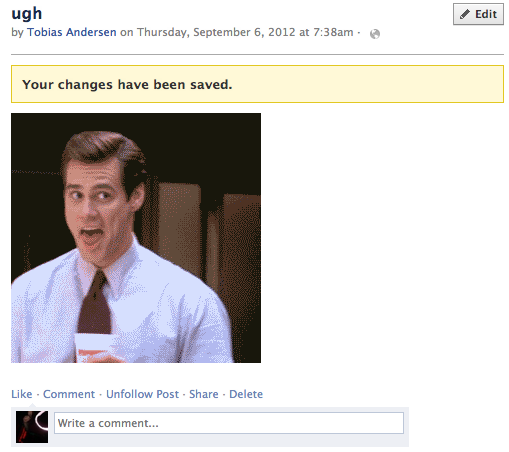 ugh
Edit
by Tobias Andersen on Thursday, September 6, 2012 at 7:38am ·
Your changes have been saved.
Like · Comment · Unfollow Post · Share · Delete
Write a comment...